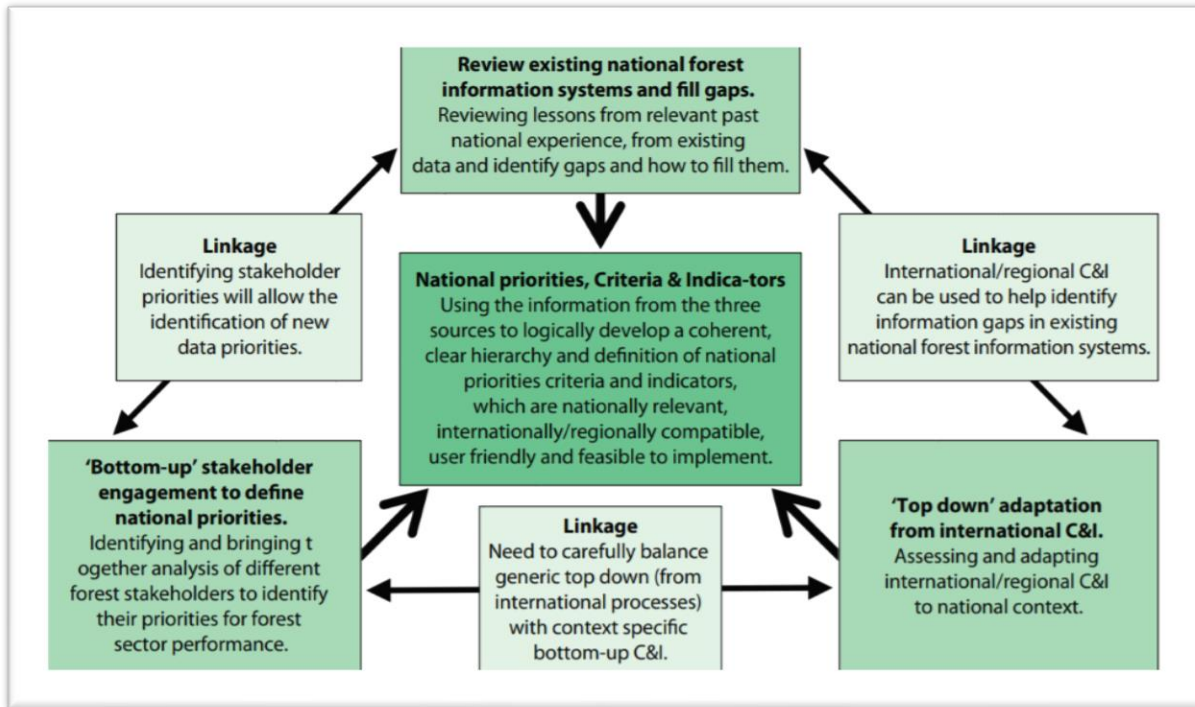 Review existing national forest
information systems and fill gaps.
Reviewing lessons from relevant past
national experience, from existing
data and identify gaps and how to fill them.
Linkage
Identifying stakeholder
priorities will allow the
identification of new
data priorities.
Linkage
International/regional C&I
can be used to help identify
information gaps in existing
national forest information systems.
National priorities, Criteria & Indica-tors
Using the information from the three
sources to logically develop a coherent,
clear hierarchy and definition of national
priorities criteria and indicators,
which are nationally relevant,
internationally/regionally compatible,
user friendly and feasible to implement.
‘Bottom-up’ stakeholder
engagement to define
national priorities.
Identifying and bringing t
ogether analysis of different
forest stakeholders to identify
their priorities for forest
sector performance.
Linkage
Need to carefully balance
generic top down (from
international processes)
with context specific
bottom-up C&I.
‘Top down’ adaptation
from international C&I.
Assessing and adapting
international/regional C&I
to national context.